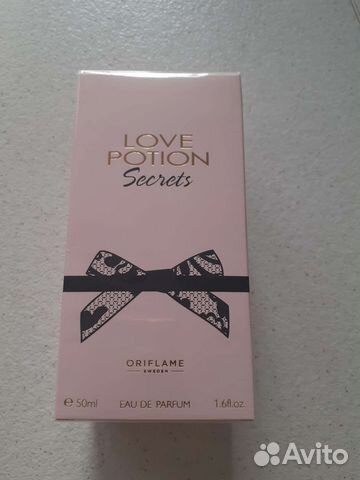 LOVE
POTION
Secrets
ORIFLAME
SWEDEN
℮ 50ml EAU DE PARFUM 1.6fl.oz.
Avito